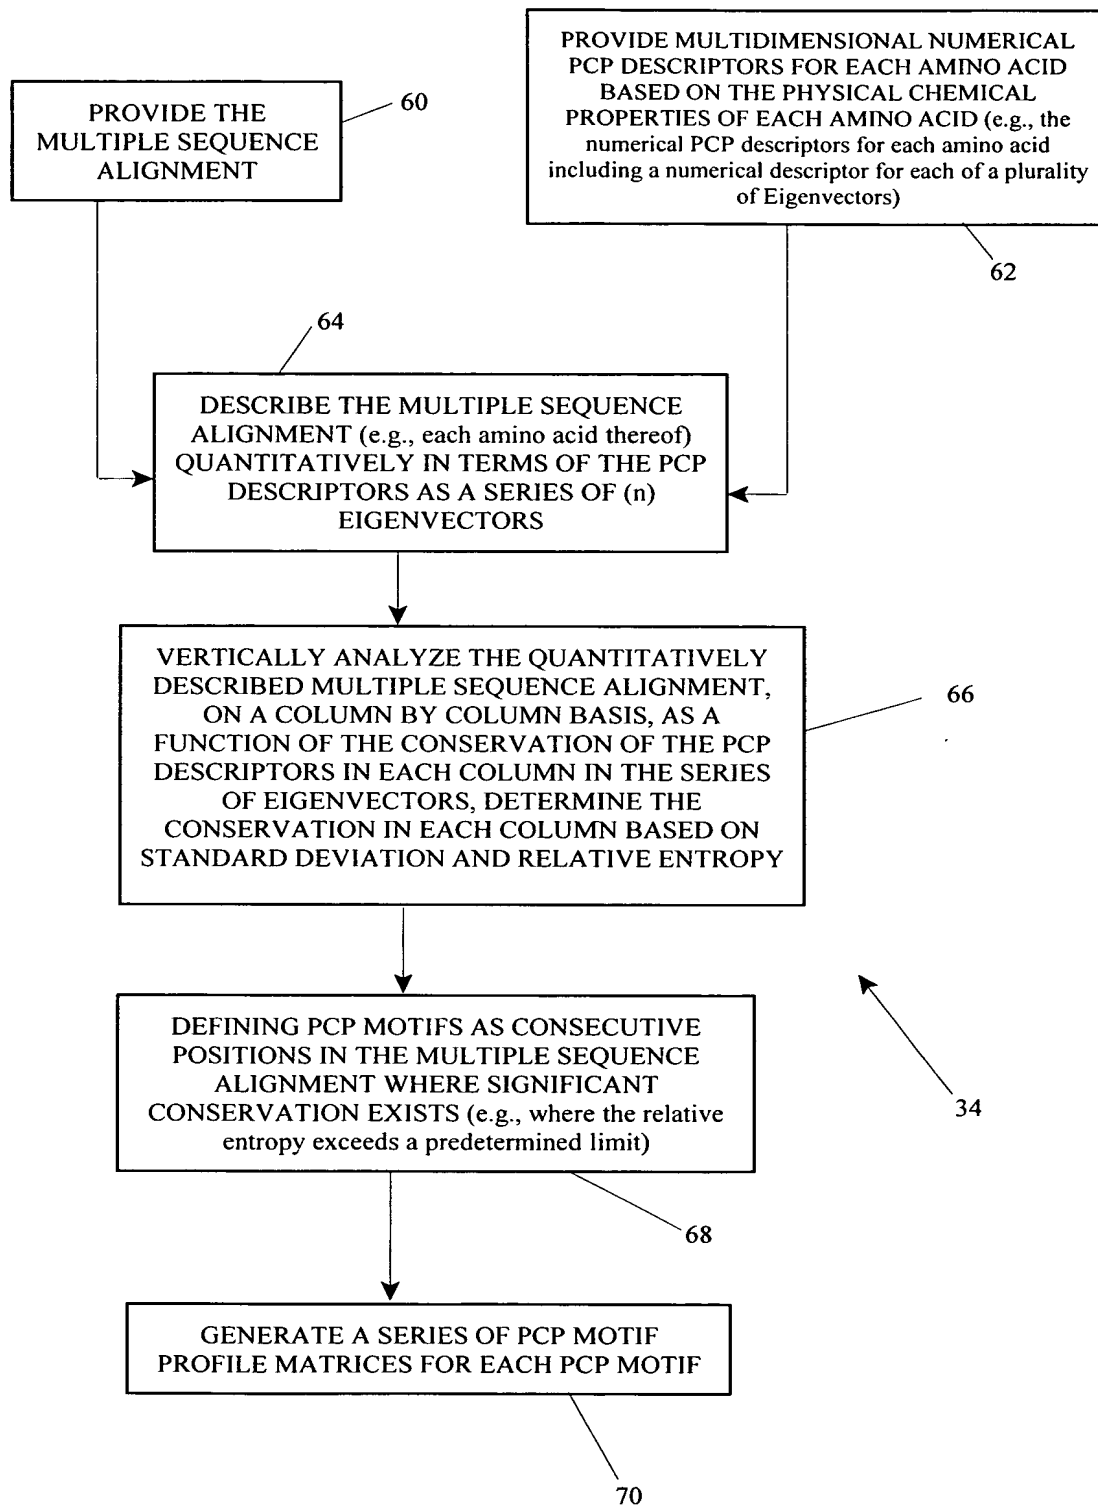 PROVIDE THE
MULTIPLE SEQUENCE
ALIGNMENT
60
PROVIDE MULTIDIMENSIONAL NUMERICAL
PCP DESCRIPTORS FOR EACH AMINO ACID
BASED ON THE PHYSICAL CHEMICAL
PROPERTIES OF EACH AMINO ACID (e.g., the
numerical PCP descriptors for each amino acid
including a numerical descriptor for each of a plurality
of Eigenvectors)
62
64
DESCRIBE THE MULTIPLE SEQUENCE
ALIGNMENT (e.g., each amino acid thereof)
QUANTITATIVELY IN TERMS OF THE PCP
DESCRIPTORS AS A SERIES OF (n)
EIGENVECTORS
VERTICALLY ANALYZE THE QUANTITATIVELY
DESCRIBED MULTIPLE SEQUENCE ALIGNMENT,
ON A COLUMN BY COLUMN BASIS, AS A
FUNCTION OF THE CONSERVATION OF THE PCP
DESCRIPTORS IN EACH COLUMN IN THE SERIES
OF EIGENVECTORS, DETERMINE THE
CONSERVATION IN EACH COLUMN BASED ON
STANDARD DEVIATION AND RELATIVE ENTROPY
66
DEFINING PCP MOTIFS AS CONSECUTIVE
POSITIONS IN THE MULTIPLE SEQUENCE
ALIGNMENT WHERE SIGNIFICANT
CONSERVATION EXISTS (e.g., where the relative
entropy exceeds a predetermined limit)
34
68
GENERATE A SERIES OF PCP MOTIF
PROFILE MATRICES FOR EACH PCP MOTIF
70